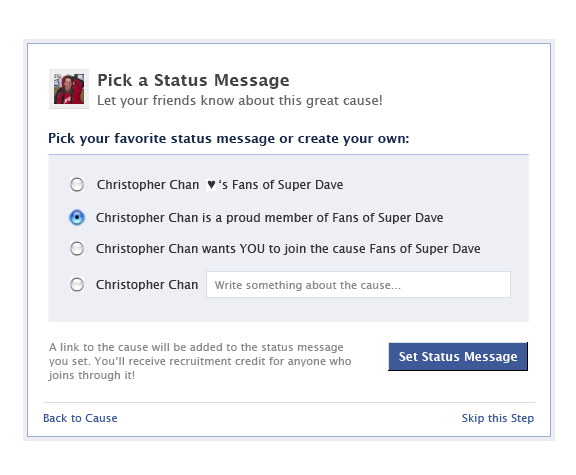 Pick a Status Message
Let your friends know about this great cause!
Pick your favorite status message or create your own:
Christopher Chan ♥'s Fans of Super Dave
Christopher Chan is a proud member of Fans of Super Dave
Christopher Chan wants YOU to join the cause Fans of Super Dave
Christopher Chan Write something about the cause...
A link to the cause will be added to the status message
you set. You'll receive recruitment credit for anyone who
joins through it!
Set Status Message
Back to Cause
Skip this Step